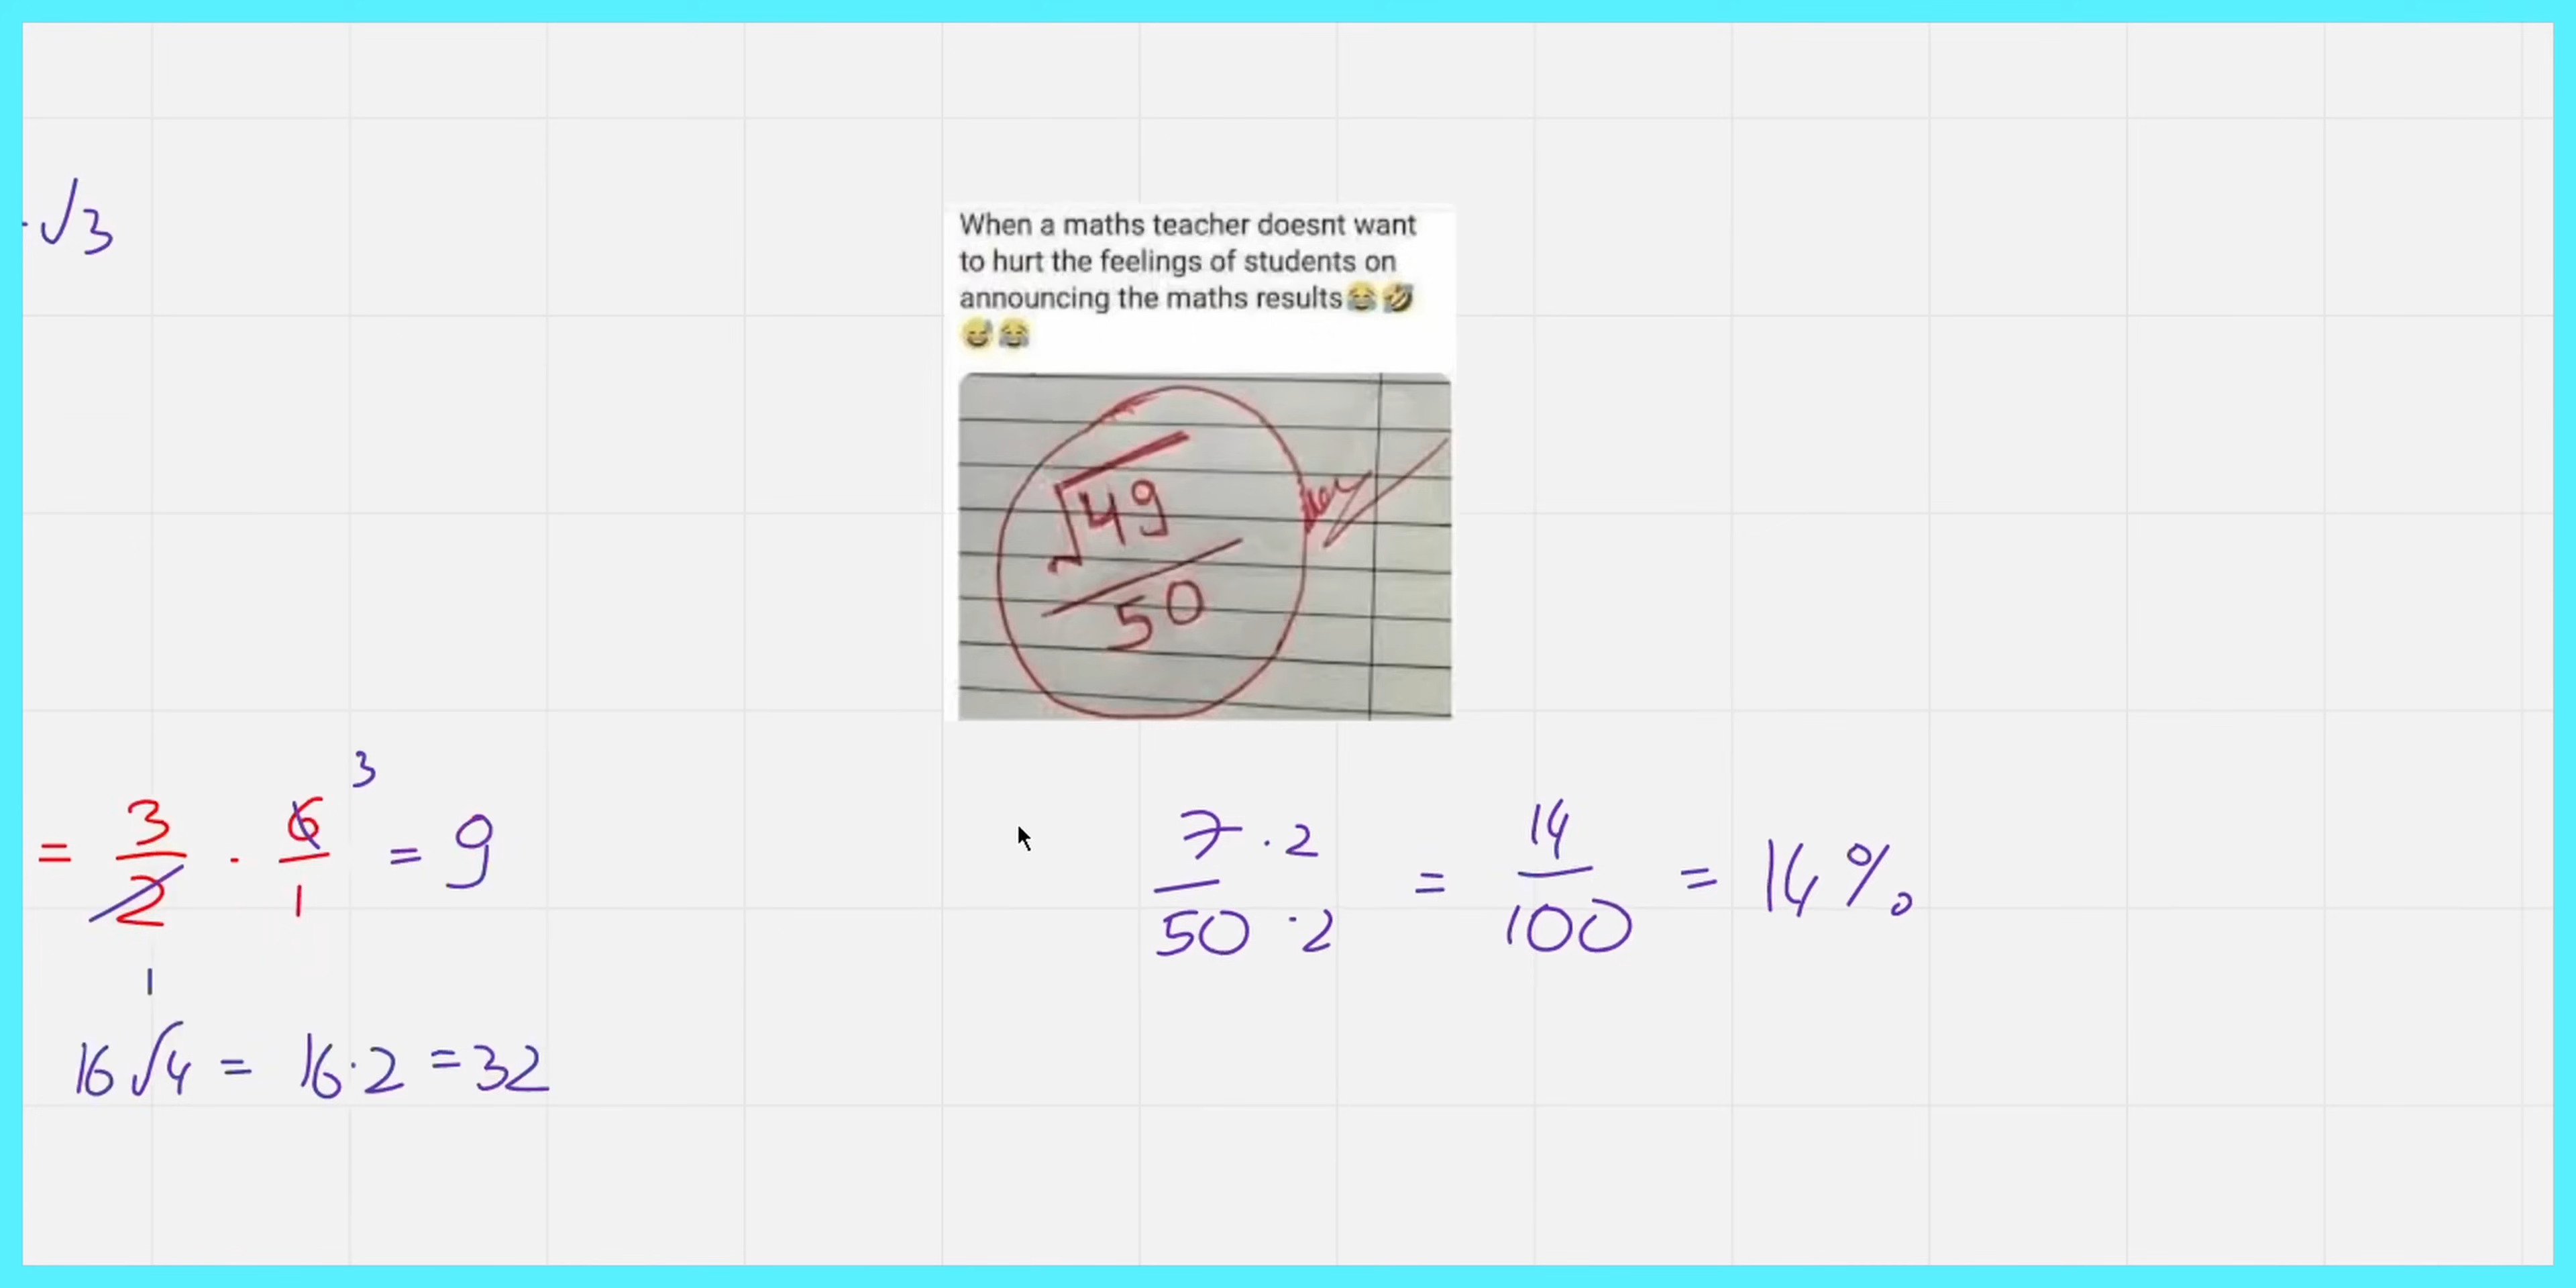 ·√3
When a maths teacher doesnt want
to hurt the feelings of students on
announcing the maths results😂🤣
😅😂
√49
50
3
= 3/2 · 6/1 = 9
1
16√4 = 16·2 = 32
7·2/50·2 = 14/100 = 14%